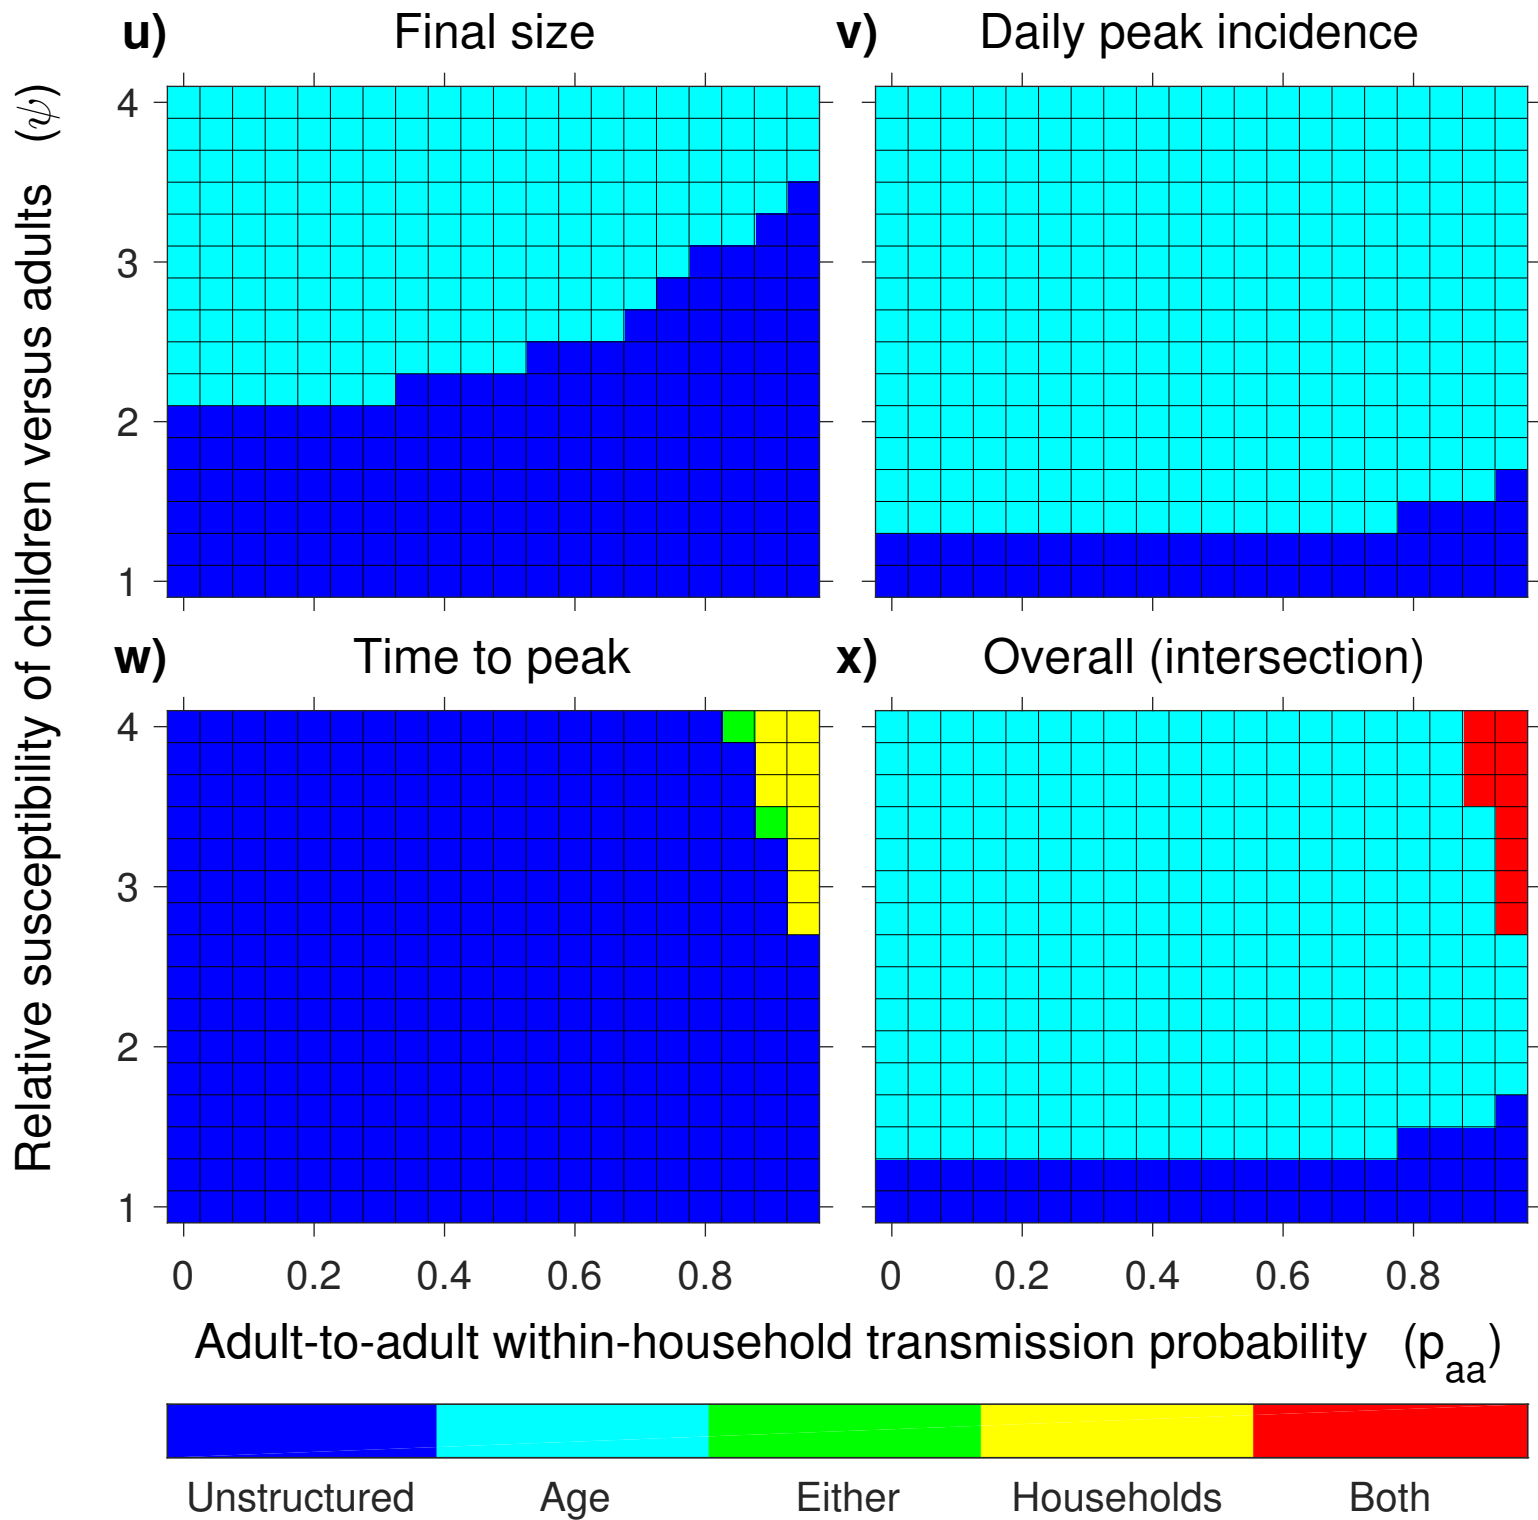 u) Final size
v) Daily peak incidence
4
3
2
1
w) Time to peak
x) Overall (intersection)
4
3
2
1
Relative susceptibility of children versus adults (ψ)
0 0.2 0.4 0.6 0.8
0 0.2 0.4 0.6 0.8
Adult-to-adult within-household transmission probability (p_aa)
Unstructured Age Either Households Both